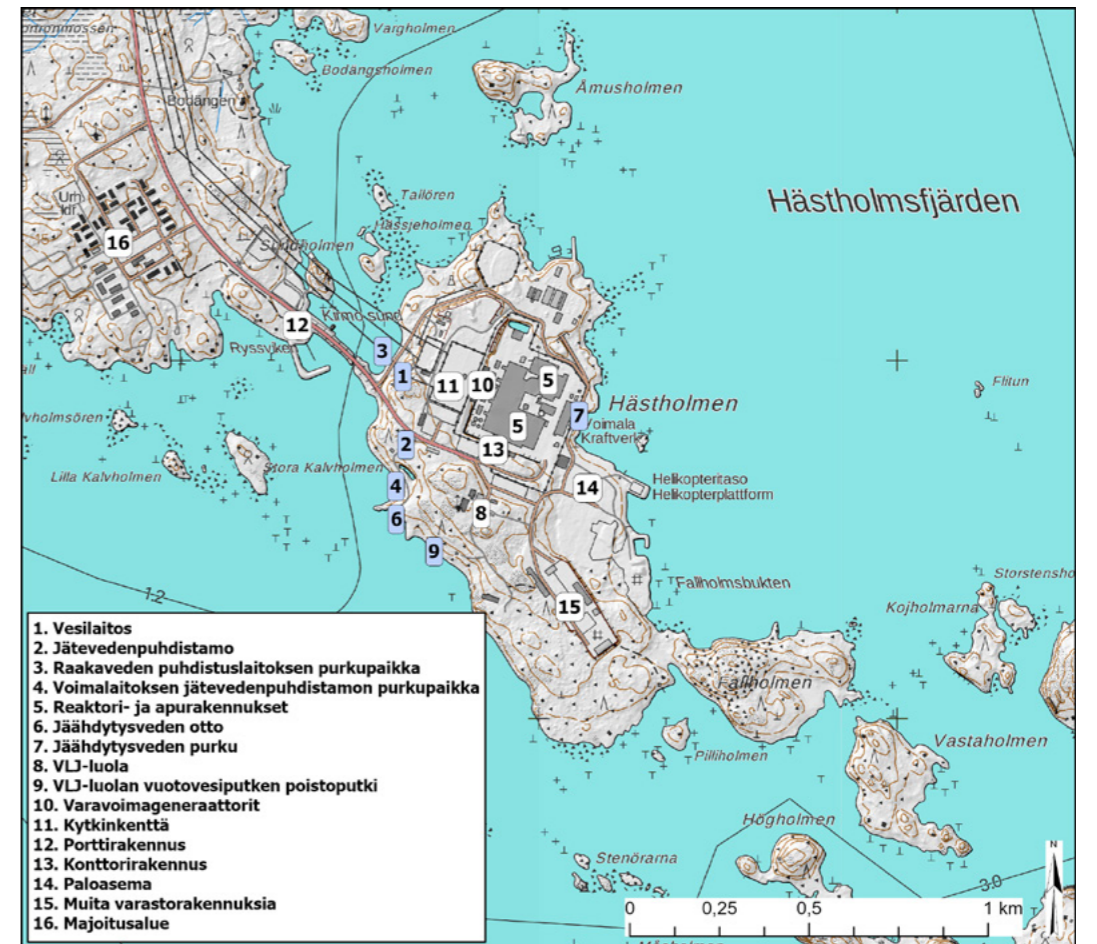 Vargholmen
Bodängsholmen
Åmusholmen
Bodängen
Hästholmsfjärden
Tallören
Hässjeholmen
16
Sundholmen
12
Kirmo sund
Ryssviken
3
1
11
10
5
Flitun
Hästholmen
7
Voimala
Kraftverk
5
2
13
Lilla Kalvholmen
Stora Kalvholmen
4
14
Helikopteritaso
Helikopterplattform
6
8
9
Fallholmsbukten
Storstensho
Kojholmarna
12
15
Fallholmen
Vastaholmen
Pilliholmen
Högholmen
Stenörarna
3.0
N
1. Vesilaitos
2. Jätevedenpuhdistamo
3. Raakaveden puhdistuslaitoksen purkupaikka
4. Voimalaitoksen jätevedenpuhdistamon purkupaikka
5. Reaktori- ja apurakennukset
6. Jäähdytysveden otto
7. Jäähdytysveden purku
8. VLJ-luola
9. VLJ-luolan vuotovesiputken poistoputki
10. Varavoimageneraattorit
11. Kytkinkenttä
12. Porttirakennus
13. Konttorirakennus
14. Paloasema
15. Muita varastorakennuksia
16. Majoitusalue
0 0,25 0,5 1 km